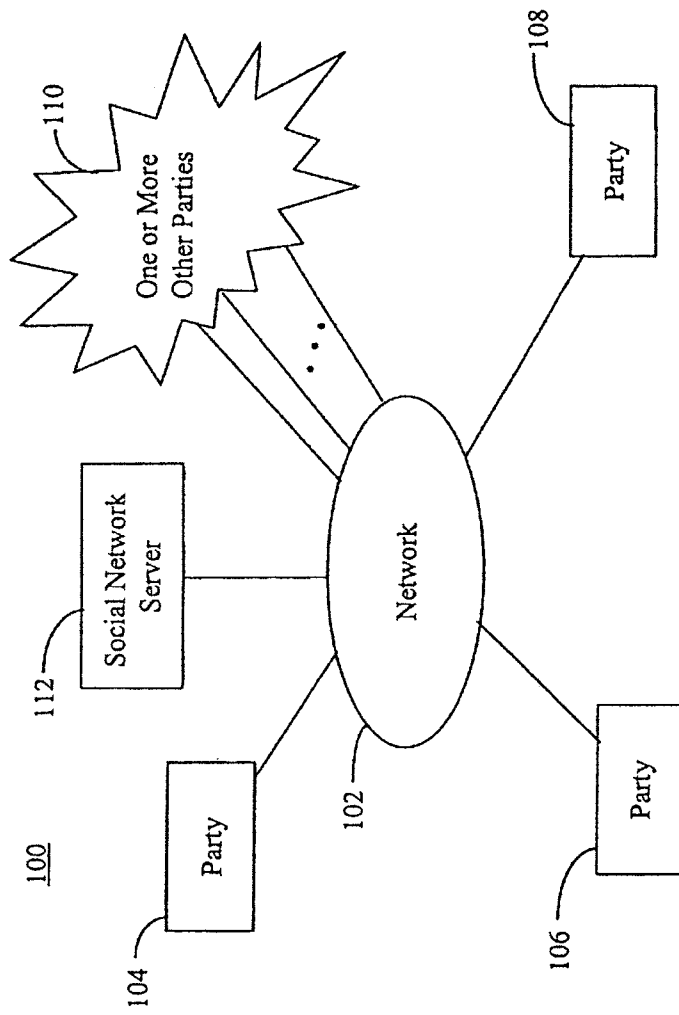 100
112
Social Network
Server
110
One or More
Other Parties
104
Party
102
Network
106
Party
108
Party